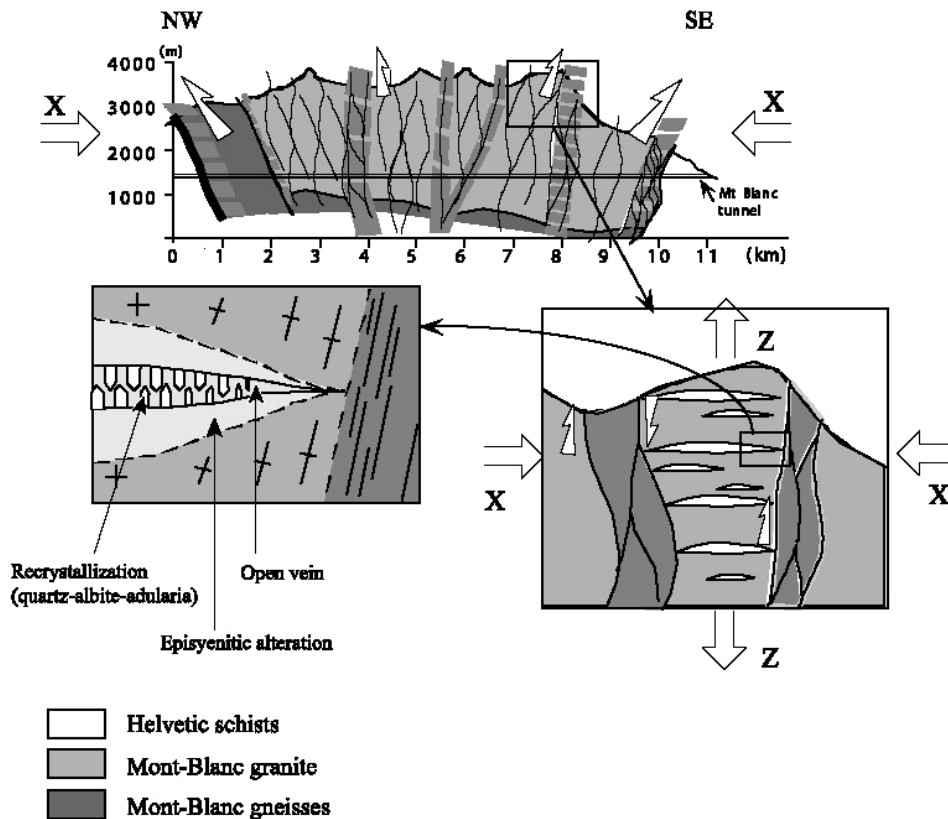 NW
SE
(m)
4000
3000
2000
1000
X
X
Mt Blanc
tunnel
0 1 2 3 4 5 6 7 8 9 10 11 (km)
Z
X
X
Z
Recrystallization
(quartz-albite-adularia)
Open vein
Episyenitic alteration
Helvetic schists
Mont-Blanc granite
Mont-Blanc gneisses